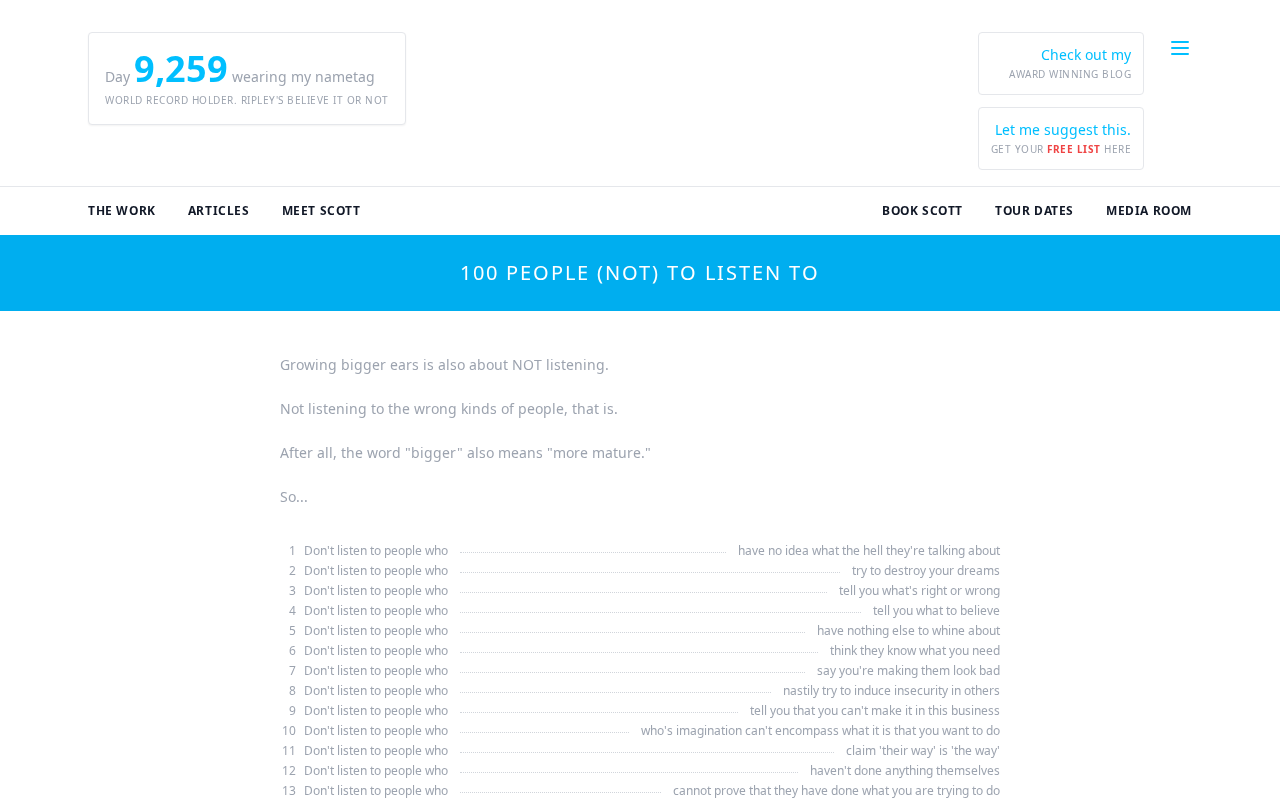 Day 9,259 wearing my nametag
WORLD RECORD HOLDER. RIPLEY'S BELIEVE IT OR NOT
Check out my
AWARD WINNING BLOG
Let me suggest this.
GET YOUR FREE LIST HERE
THE WORK ARTICLES MEET SCOTT BOOK SCOTT TOUR DATES MEDIA ROOM
100 PEOPLE (NOT) TO LISTEN TO
Growing bigger ears is also about NOT listening.
Not listening to the wrong kinds of people, that is.
After all, the word "bigger" also means "more mature."
So...
1 Don't listen to people who have no idea what the hell they're talking about
2 Don't listen to people who try to destroy your dreams
3 Don't listen to people who tell you what's right or wrong
4 Don't listen to people who tell you what to believe
5 Don't listen to people who have nothing else to whine about
6 Don't listen to people who think they know what you need
7 Don't listen to people who say you're making them look bad
8 Don't listen to people who nastily try to induce insecurity in others
9 Don't listen to people who tell you that you can't make it in this business
10 Don't listen to people who who's imagination can't encompass what it is that you want to do
11 Don't listen to people who claim 'their way' is 'the way'
12 Don't listen to people who haven't done anything themselves
13 Don't listen to people who cannot prove that they have done what you are trying to do